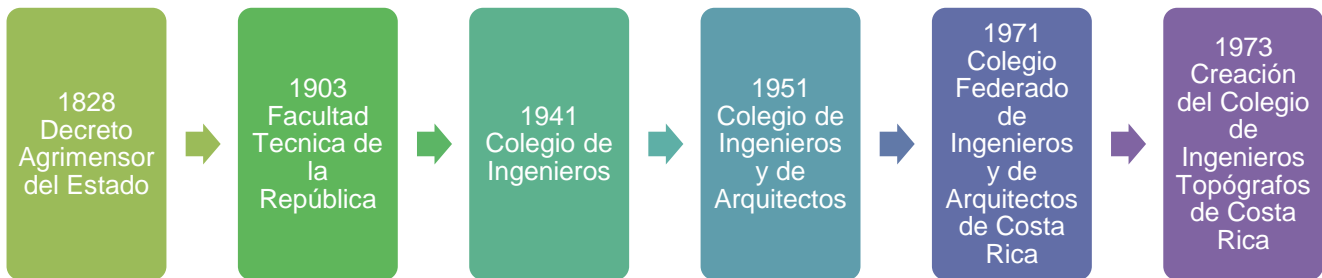 1828
Decreto
Agrimensor
del Estado
1903
Facultad
Tecnica de
la
República
1941
Colegio de
Ingenieros
1951
Colegio de
Ingenieros
y de
Arquitectos
1971
Colegio
Federado
de
Ingenieros
y de
Arquitectos
de Costa
Rica
1973
Creación
del Colegio
de
Ingenieros
Topógrafos
de Costa
Rica